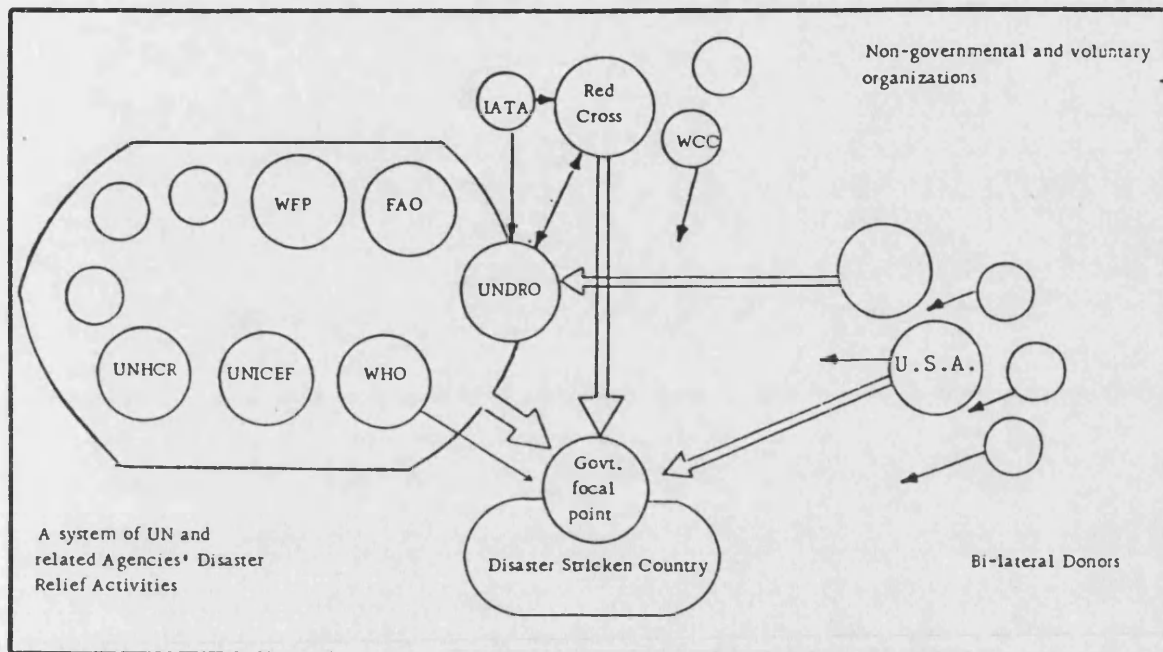 Non-governmental and voluntary
organizations
IATA
Red
Cross
WCC
WFP
FAO
UNDRO
UNHCR
UNICEF
WHO
U.S.A.
Govt.
focal
point
Disaster Stricken Country
A system of UN and
related Agencies' Disaster
Relief Activities
Bi-lateral Donors